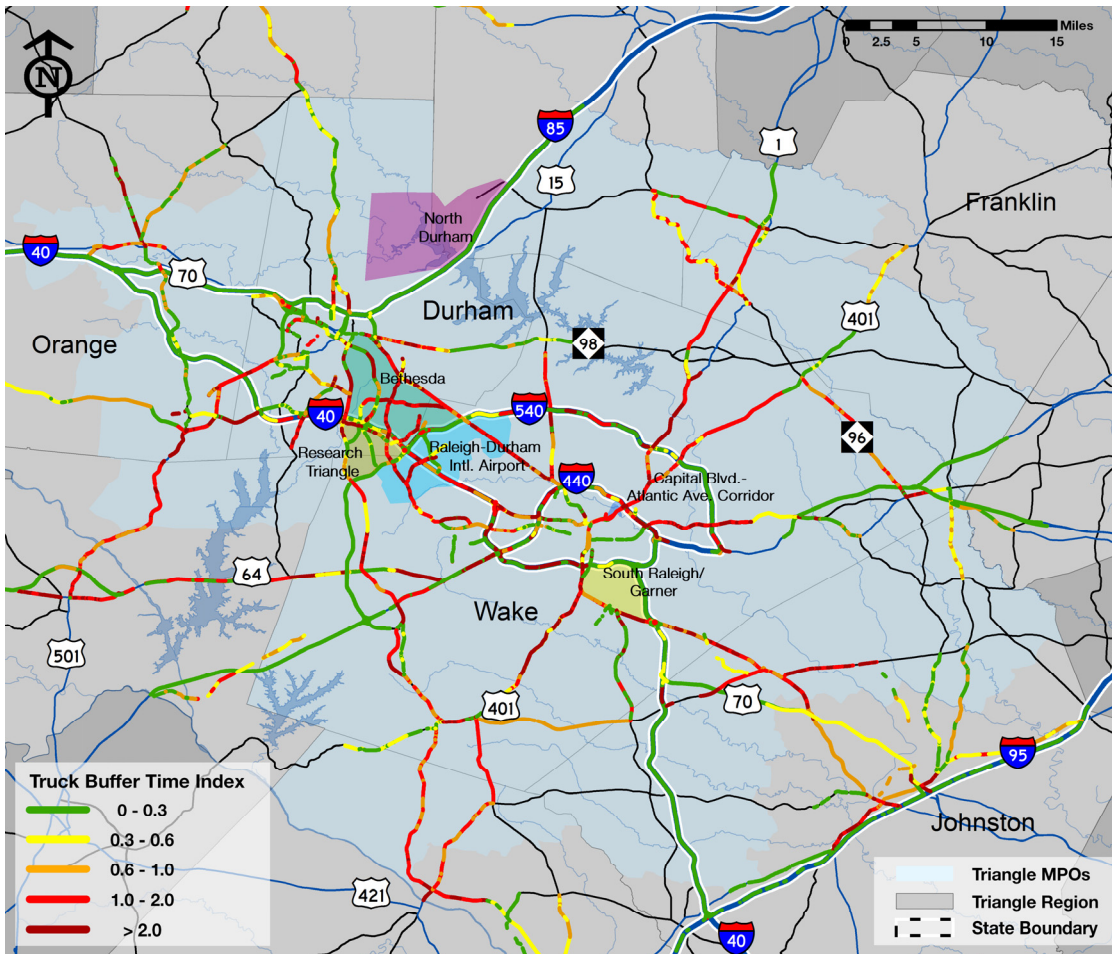 N
Miles
0 2.5 5 10 15
85
15
1
Franklin
North
Durham
40
70
Durham
401
98
Orange
Bethesda
540
40
96
Research
Triangle
Raleigh-Durham
Intl. Airport
440
Capital Blvd.-
Atlantic Ave. Corridor
64
South Raleigh/
Garner
Wake
501
401
70
95
Truck Buffer Time Index
0 - 0.3
0.3 - 0.6
0.6 - 1.0
1.0 - 2.0
> 2.0
Johnston
421
40
Triangle MPOs
Triangle Region
State Boundary